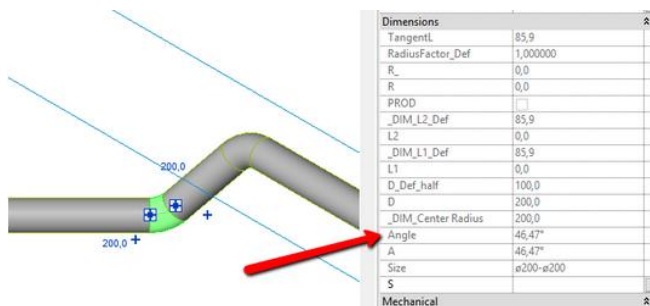 Dimensions
TangentL 85,9
RadiusFactor_Def 1,000000
R_ 0,0
R 0,0
PROD
_DIM_L2_Def 85,9
L2 0,0
_DIM_L1_Def 85,9
L1 0,0
D_Def_half 100,0
D 200,0
_DIM_Center Radius 200,0
Angle 46,47°
A 46,47°
Size ø200-ø200
S
Mechanical
200,0
200,0